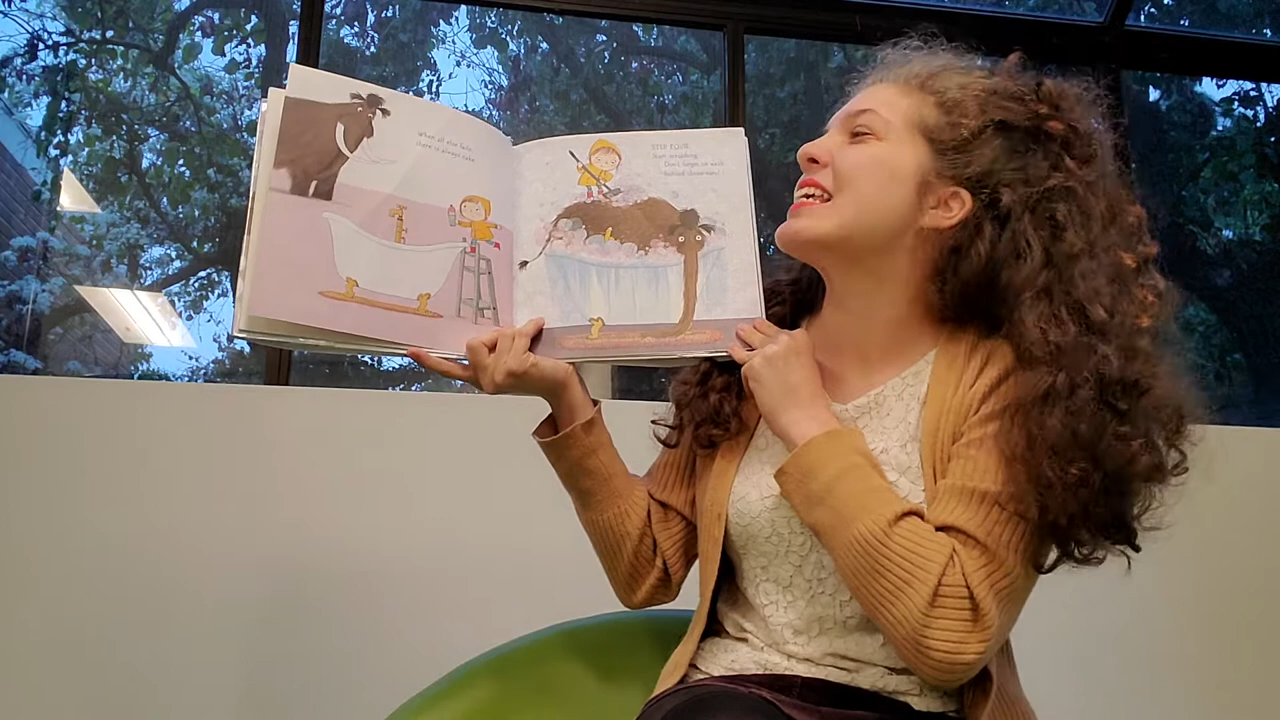 When all else fails,
there is always cake.
STEP FOUR:
Start scrubbing.
Don't forget to wash
behind those ears!